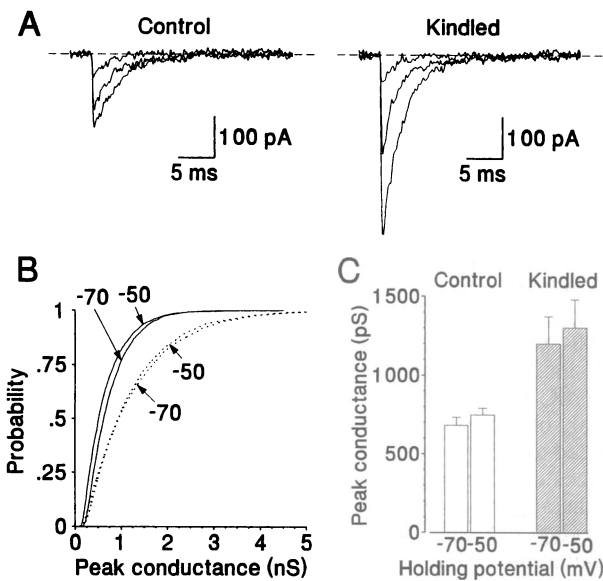 A
Control
Kindled
100 pA
5 ms
100 pA
5 ms
B
-70
-50
-50
-70
1
.75
.5
.25
0
Probability
0 1 2 3 4 5
Peak conductance (nS)
C
Control Kindled
1500
1000
500
0
Peak conductance (pS)
-70-50 -70-50
Holding potential (mV)